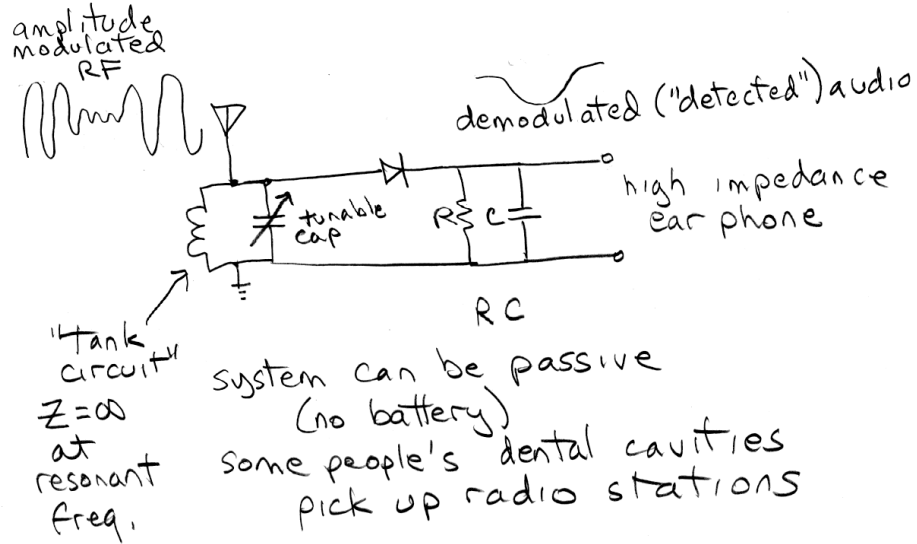 amplitude
modulated
RF
demodulated ("detected") audio
high impedance
ear phone
tunable
cap
R
C
RC
"Tank
circuit"
Z=∞
at
resonant
freq.
system can be passive
(no battery)
some people's dental cavities
pick up radio stations